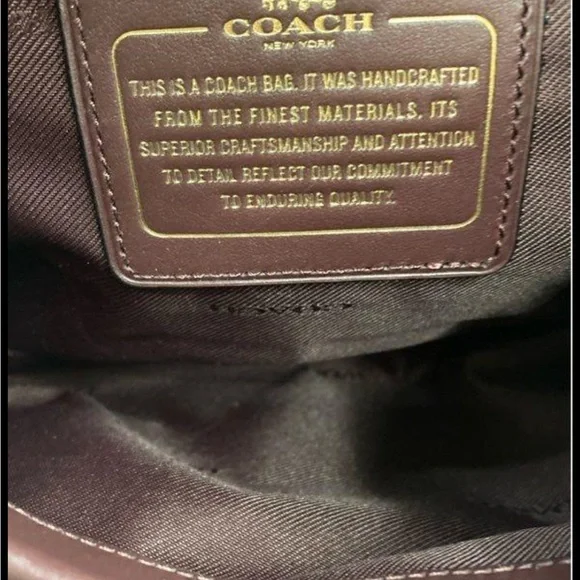 COACH
NEW YORK
THIS IS A COACH BAG. IT WAS HANDCRAFTED
FROM THE FINEST MATERIALS. ITS
SUPERIOR CRAFTSMANSHIP AND ATTENTION
TO DETAIL REFLECT OUR COMMITMENT
TO ENDURING QUALITY.